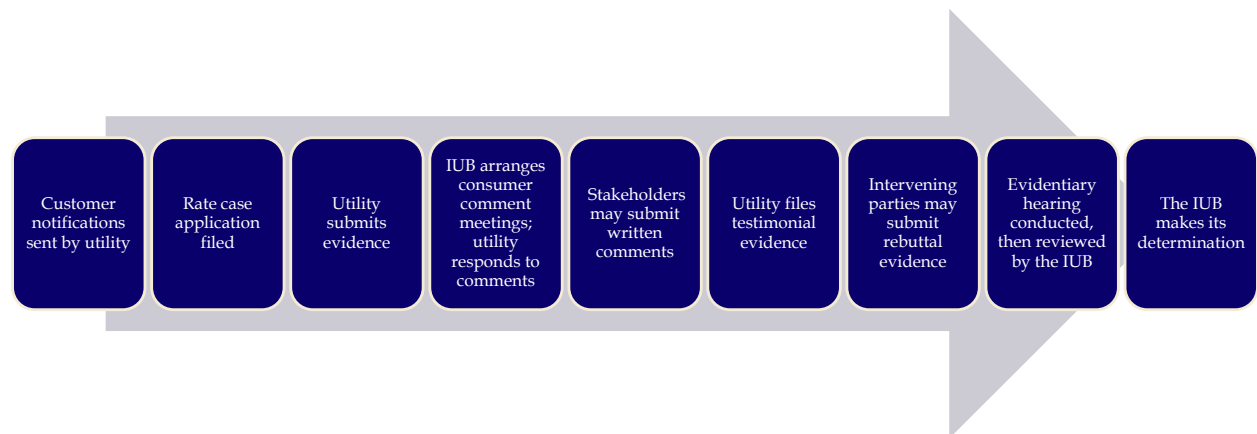 Customer
notifications
sent by utility
Rate case
application
filed
Utility
submits
evidence
IUB arranges
consumer
comment
meetings;
utility
responds to
comments
Stakeholders
may submit
written
comments
Utility files
testimonial
evidence
Intervening
parties may
submit
rebuttal
evidence
Evidentiary
hearing
conducted,
then reviewed
by the IUB
The IUB
makes its
determination